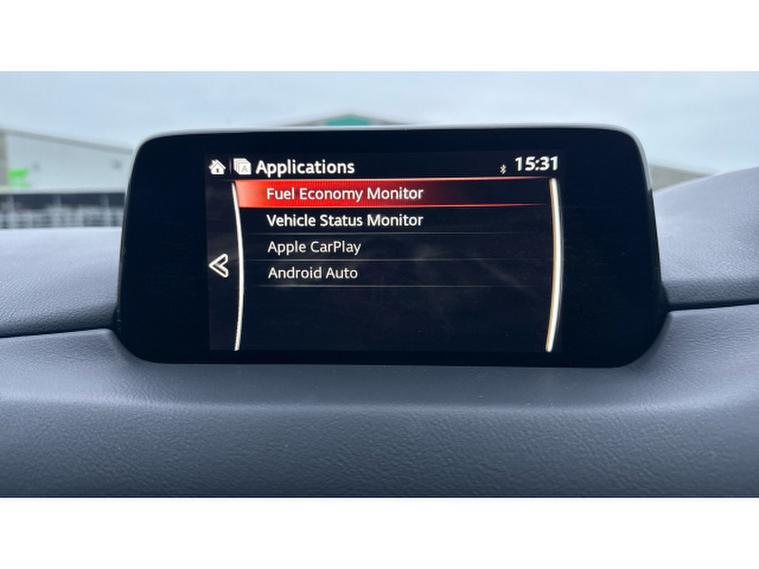 Applications
15:31
Fuel Economy Monitor
Vehicle Status Monitor
Apple CarPlay
Android Auto